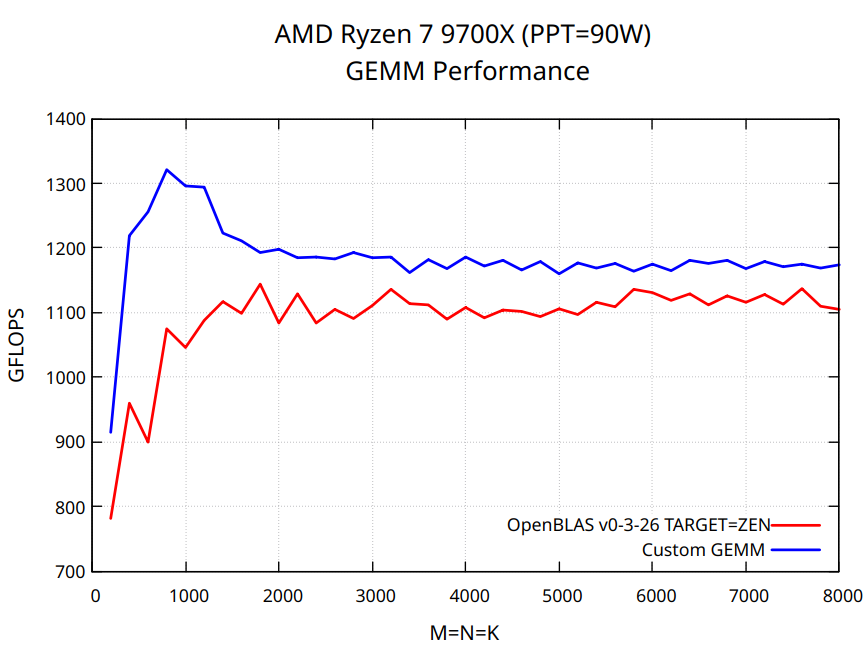 AMD Ryzen 7 9700X (PPT=90W)
GEMM Performance
1400
1300
1200
1100
1000
900
800
700
GFLOPS
OpenBLAS v0-3-26 TARGET=ZEN
Custom GEMM
0 1000 2000 3000 4000 5000 6000 7000 8000
M=N=K